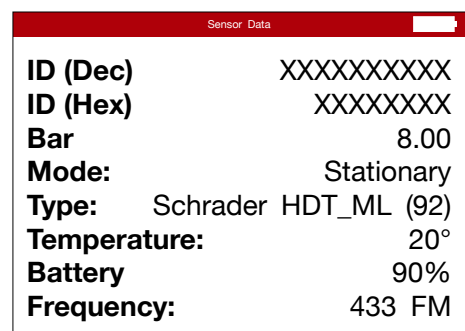 Sensor Data
ID (Dec) XXXXXXXXXX
ID (Hex) XXXXXXXX
Bar 8.00
Mode: Stationary
Type: Schrader HDT_ML (92)
Temperature: 20°
Battery 90%
Frequency: 433 FM